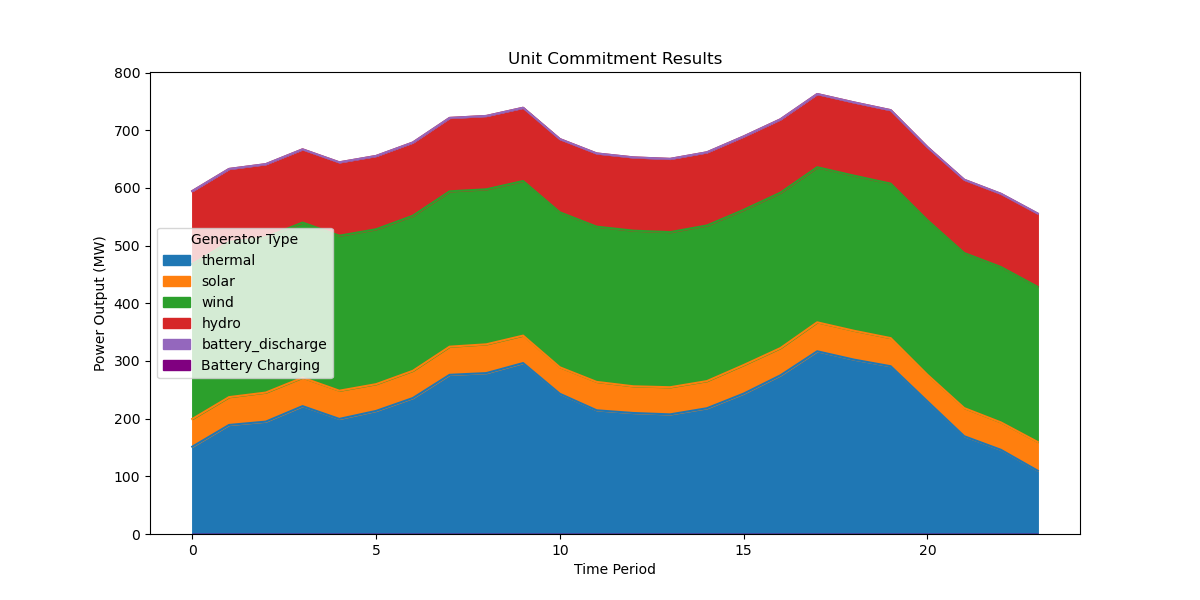 Unit Commitment Results
800
700
600
500
400
300
200
100
0
Power Output (MW)
Generator Type
thermal
solar
wind
hydro
battery_discharge
Battery Charging
0 5 10 15 20
Time Period